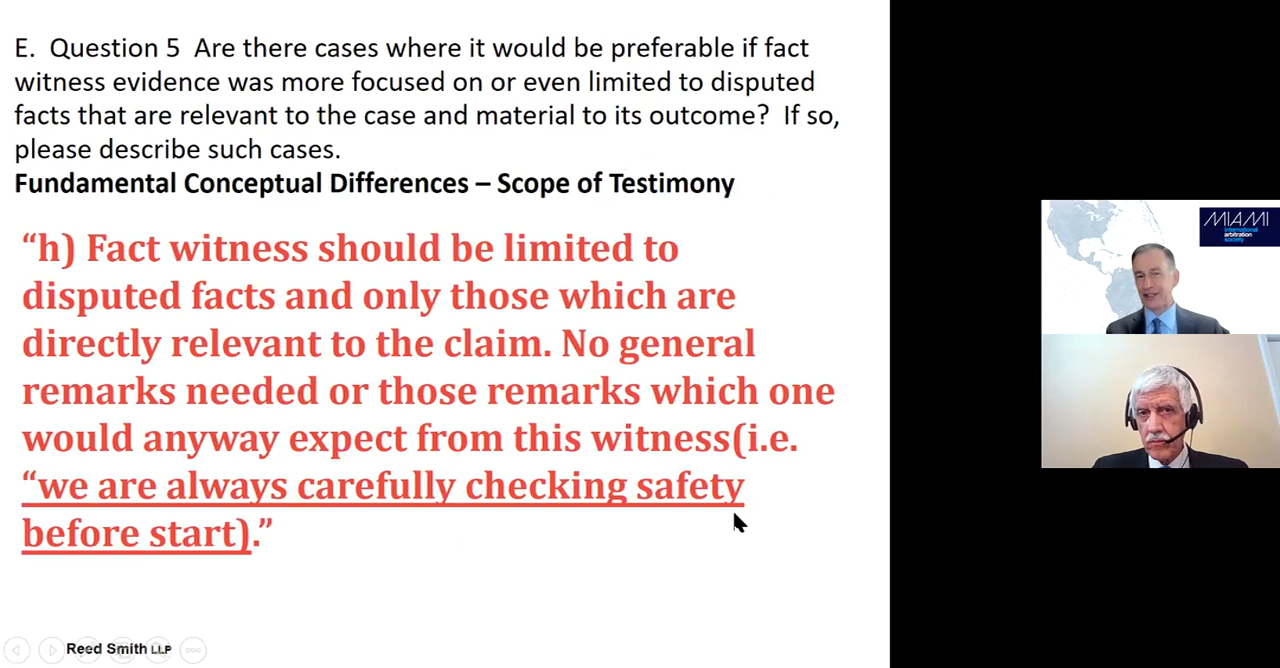 E. Question 5 Are there cases where it would be preferable if fact
witness evidence was more focused on or even limited to disputed
facts that are relevant to the case and material to its outcome? If so,
please describe such cases.
Fundamental Conceptual Differences – Scope of Testimony
“h) Fact witness should be limited to
disputed facts and only those which are
directly relevant to the claim. No general
remarks needed or those remarks which one
would anyway expect from this witness(i.e.
“we are always carefully checking safety
before start).”
Reed Smith LLP
MIAMI
international
arbitration
society